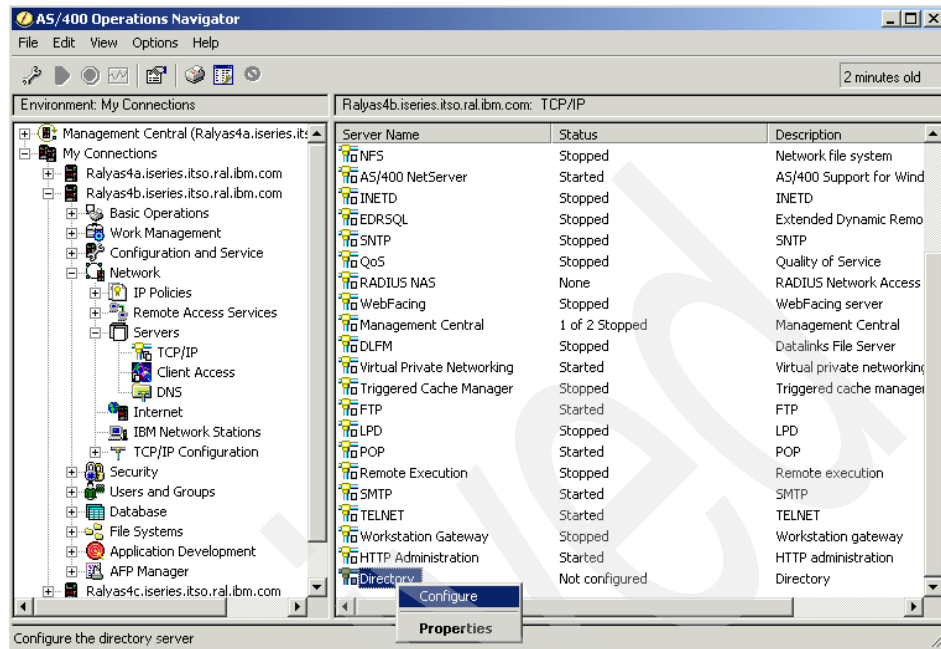 AS/400 Operations Navigator
File Edit View Options Help
2 minutes old
Environment: My Connections
Ralyas4b.iseries.itso.ral.ibm.com: TCP/IP
Management Central (Ralyas4a.iseries.its
My Connections
Ralyas4a.iseries.itso.ral.ibm.com
Ralyas4b.iseries.itso.ral.ibm.com
Basic Operations
Work Management
Configuration and Service
Network
IP Policies
Remote Access Services
Servers
TCP/IP
Client Access
DNS
Internet
IBM Network Stations
TCP/IP Configuration
Security
Users and Groups
Database
File Systems
Application Development
AFP Manager
Ralyas4c.iseries.itso.ral.ibm.com
Server Name Status Description
NFS Stopped Network file system
AS/400 NetServer Started AS/400 Support for Wind
INETD Stopped INETD
EDRSQL Stopped Extended Dynamic Remo
SNTP Stopped SNTP
QoS Stopped Quality of Service
RADIUS NAS None RADIUS Network Access
WebFacing Stopped WebFacing server
Management Central 1 of 2 Stopped Management Central
DLFM Stopped Datalinks File Server
Virtual Private Networking Started Virtual private networking
Triggered Cache Manager Stopped Triggered cache manager
FTP Started FTP
LPD Stopped LPD
POP Started POP
Remote Execution Stopped Remote execution
SMTP Started SMTP
TELNET Started TELNET
Workstation Gateway Stopped Workstation gateway
HTTP Administration Started HTTP administration
Directory Not configured Directory
Configure
Properties
Configure the directory server